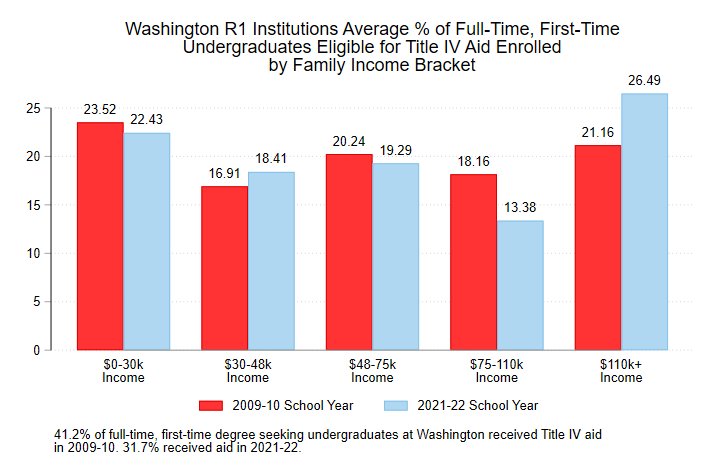 Washington R1 Institutions Average % of Full-Time, First-Time
Undergraduates Eligible for Title IV Aid Enrolled
by Family Income Bracket
26.49
25
23.52
22.43
21.16
20.24
19.29
20
18.41
18.16
16.91
15
13.38
10
5
0
$0-30k
Income
$30-48k
Income
$48-75k
Income
$75-110k
Income
$110k+
Income
2009-10 School Year
2021-22 School Year
41.2% of full-time, first-time degree seeking undergraduates at Washington received Title IV aid
in 2009-10. 31.7% received aid in 2021-22.